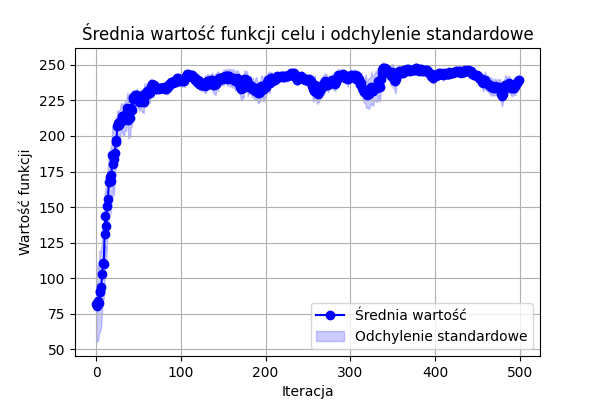 Średnia wartość funkcji celu i odchylenie standardowe
Wartość funkcji
250
225
200
175
150
125
100
75
50
0 100 200 300 400 500
Iteracja
Średnia wartość
Odchylenie standardowe